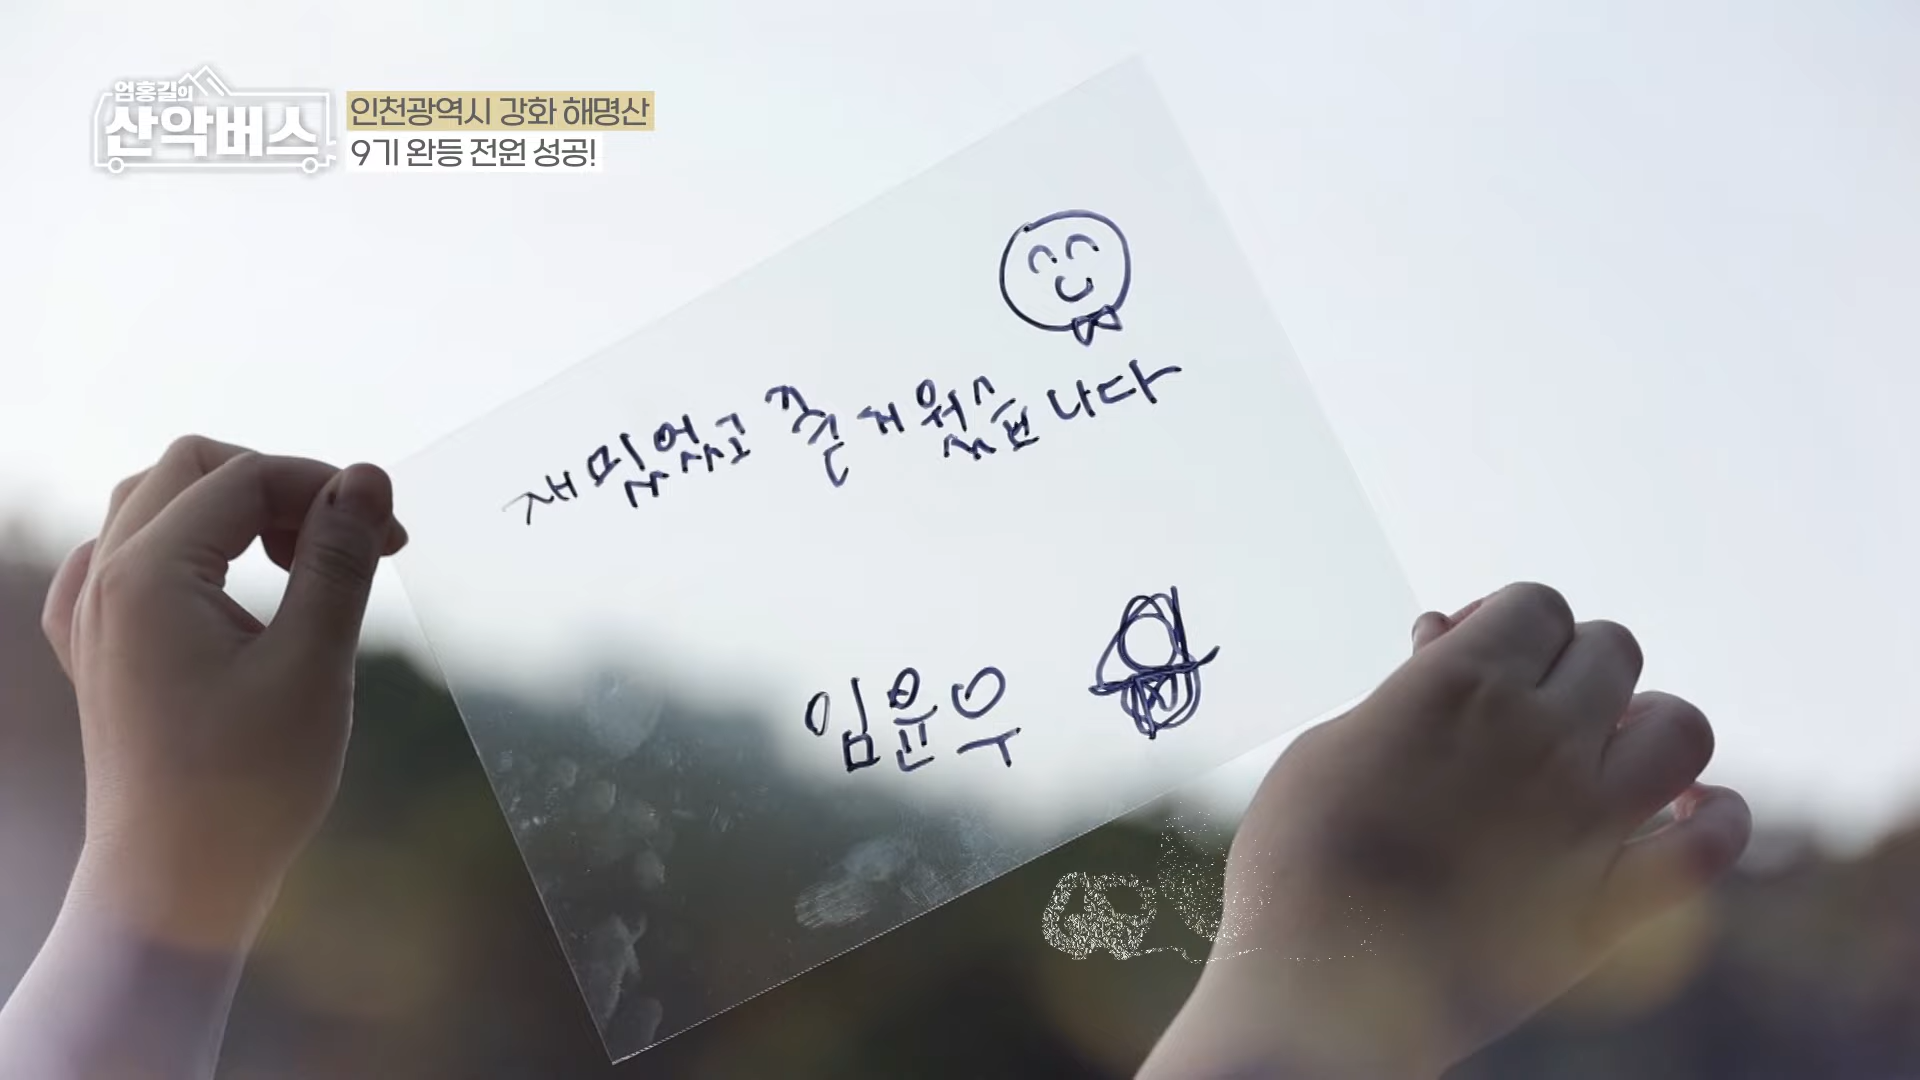 엄홍길의
산악버스
인천광역시 강화 해명산
9기 완등 전원 성공!
재밌었고 즐거웠습니다
임윤우